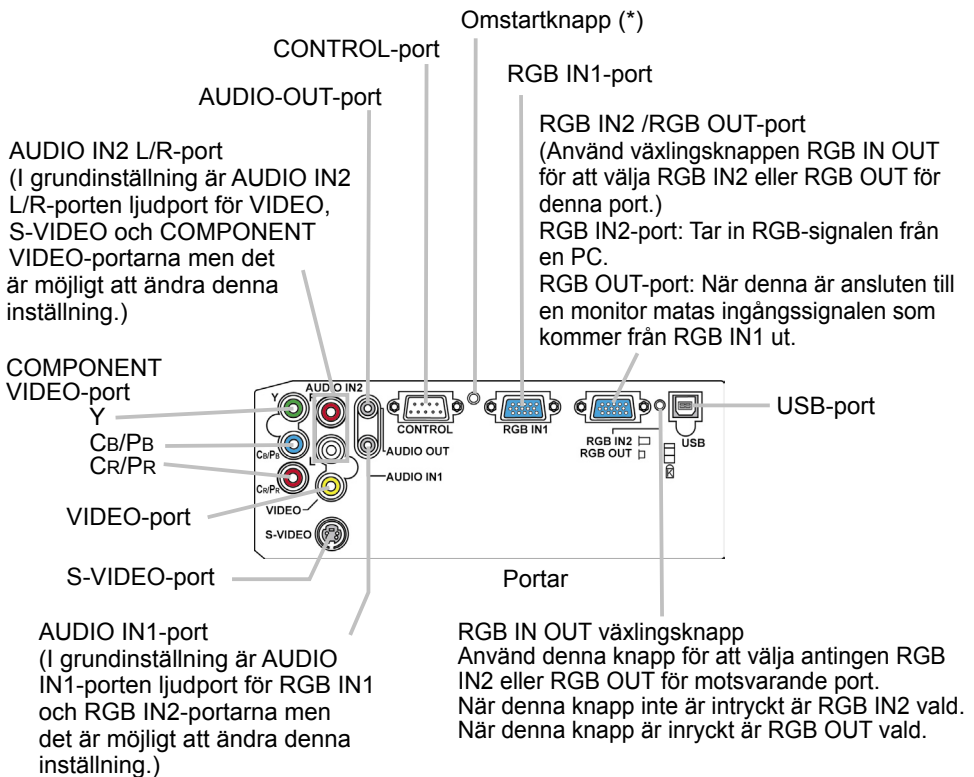 Omstartknapp (*)
CONTROL-port
RGB IN1-port
AUDIO-OUT-port
RGB IN2 /RGB OUT-port
(Använd växlingsknappen RGB IN OUT
för att välja RGB IN2 eller RGB OUT för
denna port.)
RGB IN2-port: Tar in RGB-signalen från
en PC.
RGB OUT-port: När denna är ansluten till
en monitor matas ingångssignalen som
kommer från RGB IN1 ut.
AUDIO IN2 L/R-port
(I grundinställning är AUDIO IN2
L/R-porten ljudport för VIDEO,
S-VIDEO och COMPONENT
VIDEO-portarna men det
är möjligt att ändra denna
inställning.)
COMPONENT
VIDEO-port
Y
CB/PB
CR/PR
VIDEO-port
S-VIDEO-port
Y
AUDIO IN2
R
CB/PB
L
CR/PR
VIDEO
S-VIDEO
AUDIO OUT
AUDIO IN1
CONTROL
RGB IN1
RGB IN2
RGB OUT
USB
K
USB-port
Portar
AUDIO IN1-port
(I grundinställning är AUDIO
IN1-porten ljudport för RGB IN1
och RGB IN2-portarna men
det är möjligt att ändra denna
inställning.)
RGB IN OUT växlingsknapp
Använd denna knapp för att välja antingen RGB
IN2 eller RGB OUT för motsvarande port.
När denna knapp inte är intryckt är RGB IN2 vald.
När denna knapp är inryckt är RGB OUT vald.